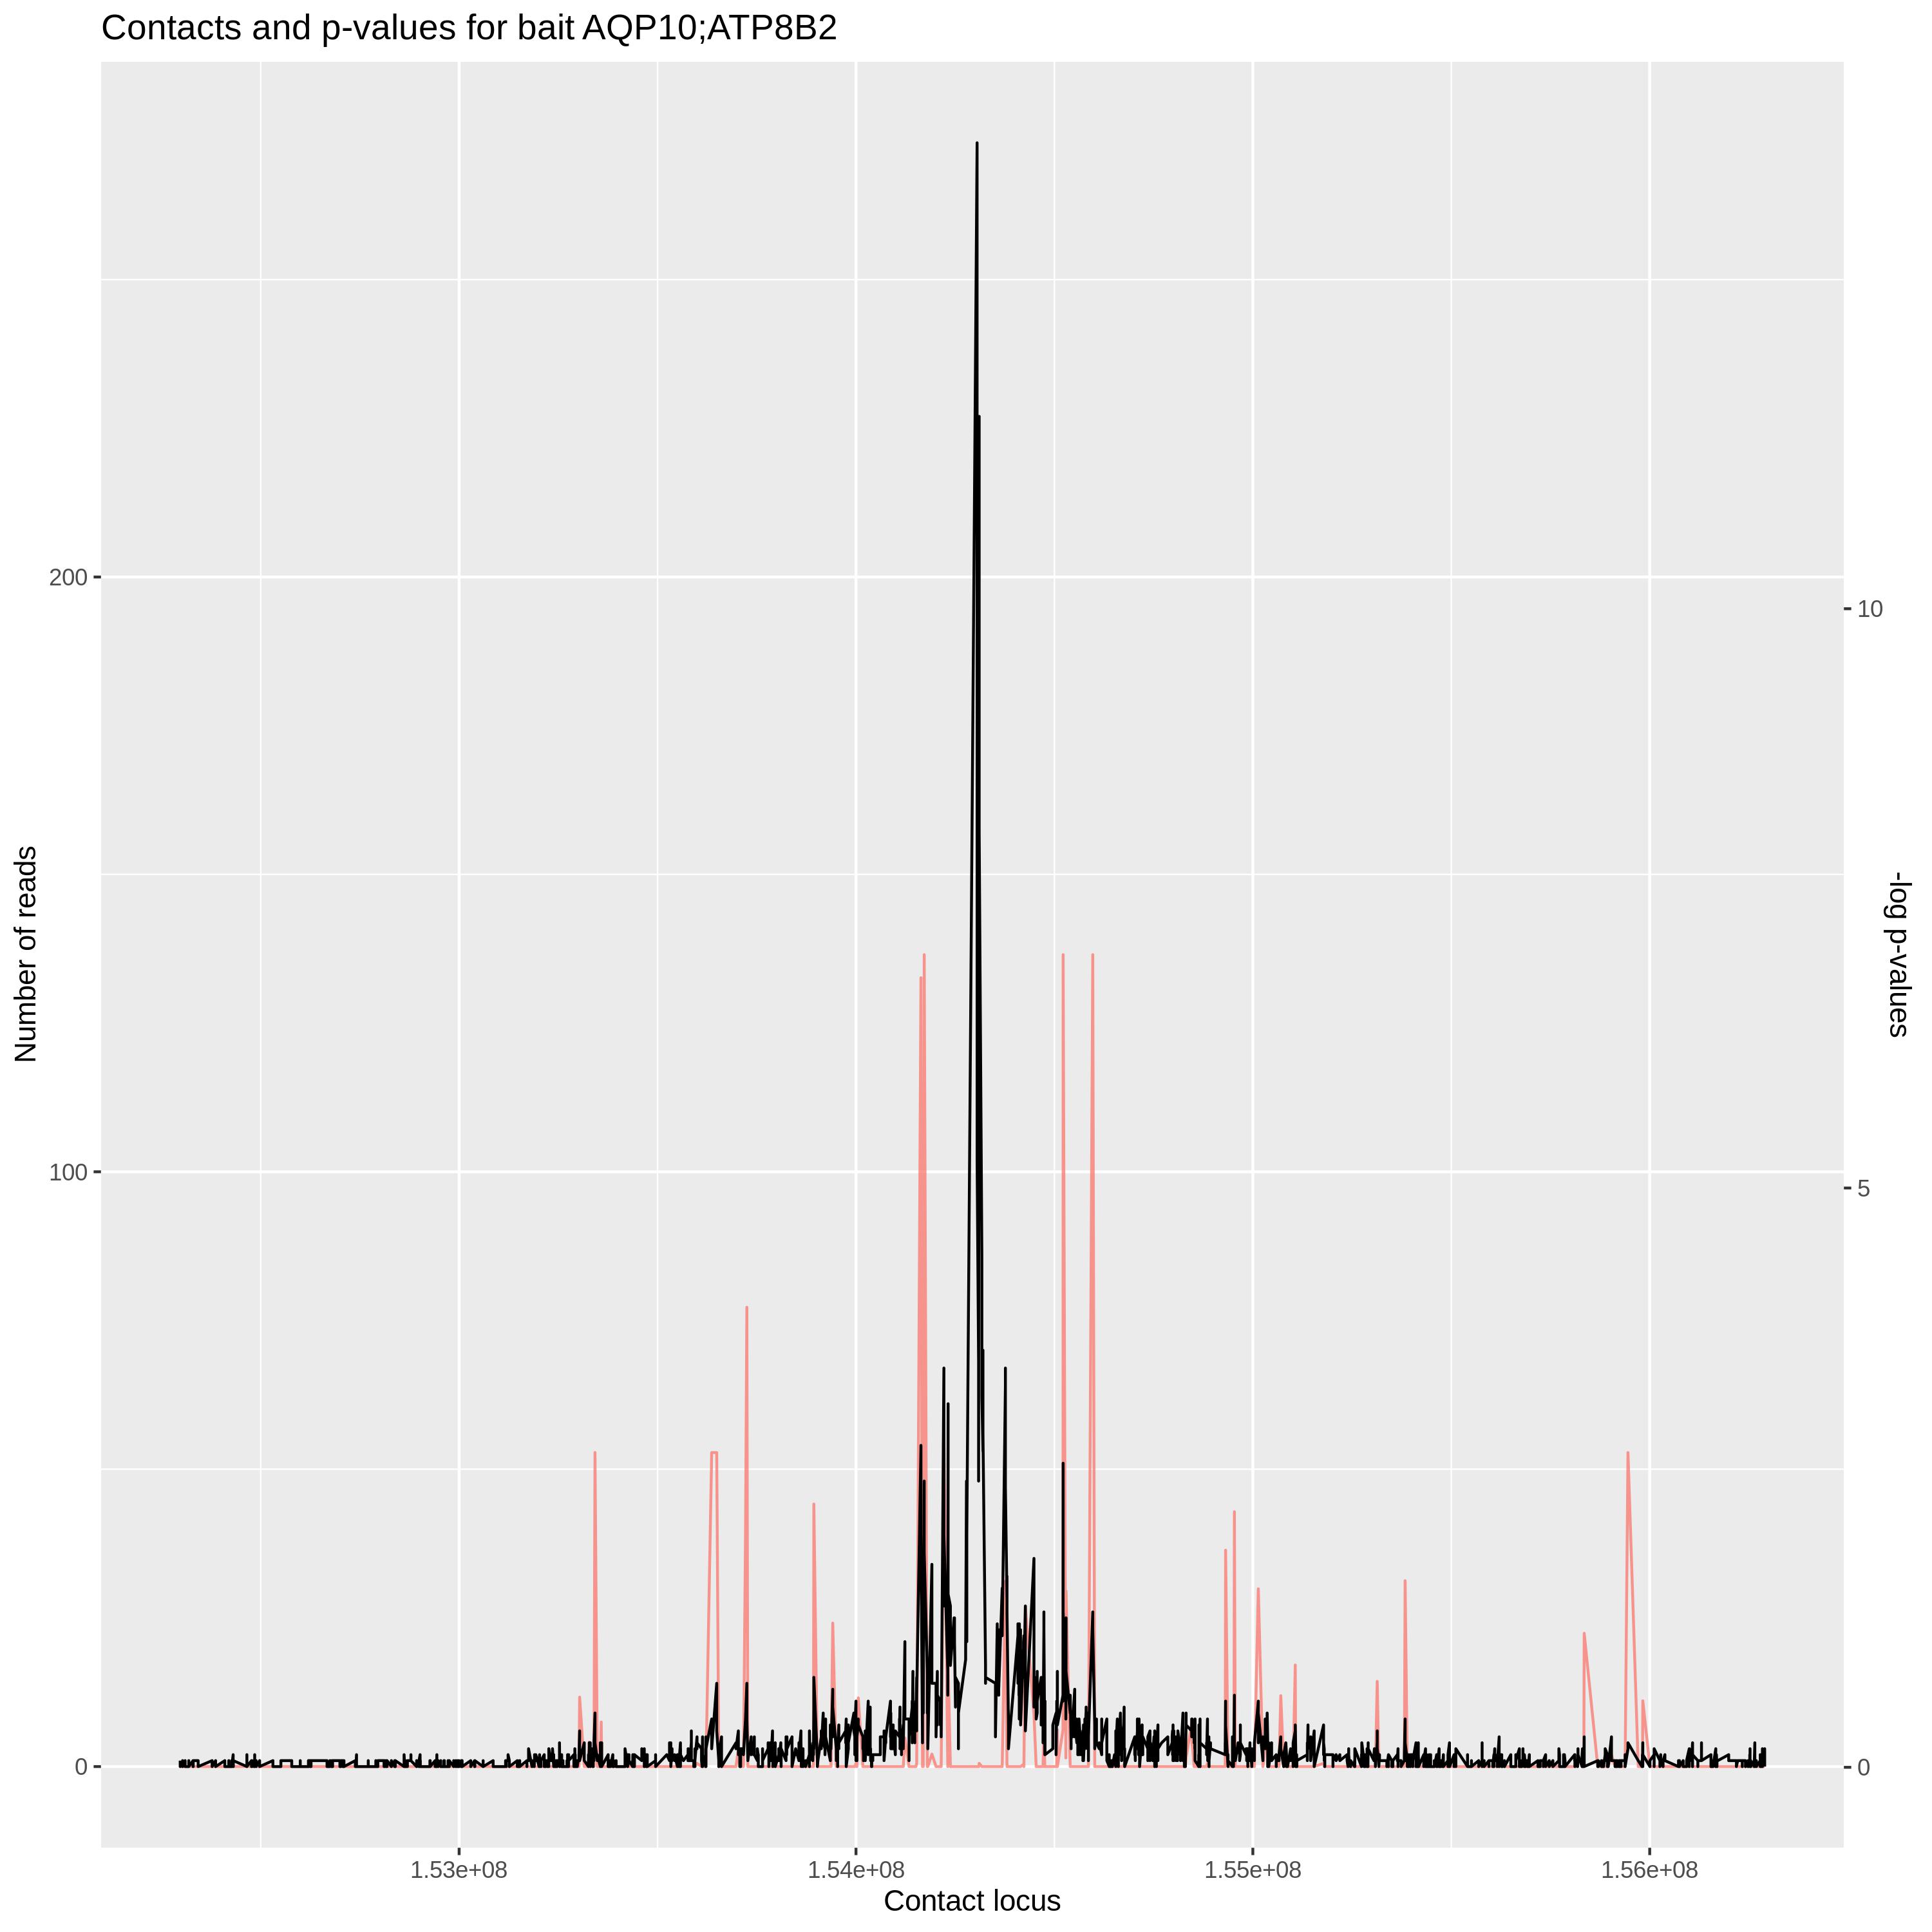 Contacts and p-values for bait AQP10;ATP8B2
Number of reads
200
100
0
10
5
0
-log p-values
1.53e+08 1.54e+08 1.55e+08 1.56e+08
Contact locus